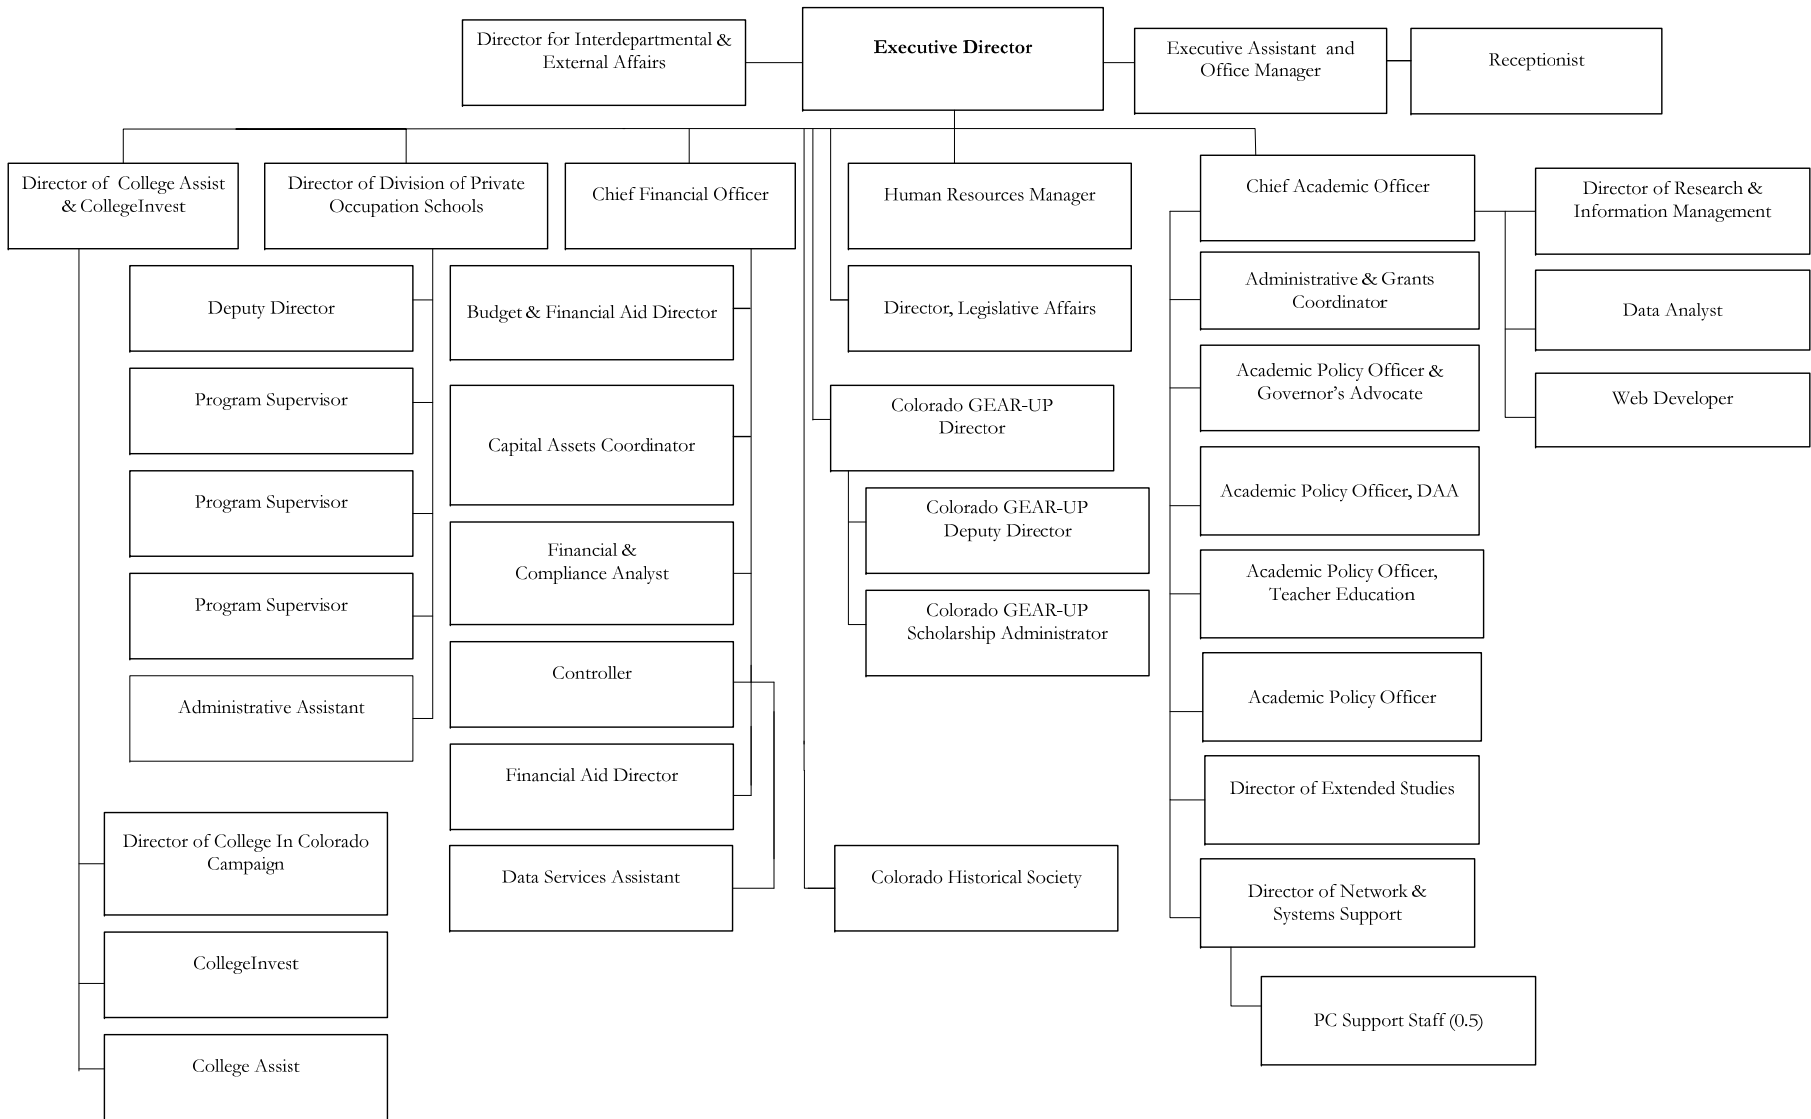 Director for Interdepartmental &
External Affairs
Executive Director
Executive Assistant and
Office Manager
Receptionist
Director of College Assist
& CollegeInvest
Director of Division of Private
Occupation Schools
Chief Financial Officer
Human Resources Manager
Chief Academic Officer
Director of Research &
Information Management
Deputy Director
Program Supervisor
Program Supervisor
Program Supervisor
Administrative Assistant
Director of College In Colorado
Campaign
CollegeInvest
College Assist
Budget & Financial Aid Director
Capital Assets Coordinator
Financial &
Compliance Analyst
Controller
Financial Aid Director
Data Services Assistant
Director, Legislative Affairs
Colorado GEAR-UP
Director
Colorado GEAR-UP
Deputy Director
Colorado GEAR-UP
Scholarship Administrator
Colorado Historical Society
Administrative & Grants
Coordinator
Academic Policy Officer &
Governor's Advocate
Academic Policy Officer, DAA
Academic Policy Officer,
Teacher Education
Academic Policy Officer
Director of Extended Studies
Director of Network &
Systems Support
PC Support Staff (0.5)
Data Analyst
Web Developer